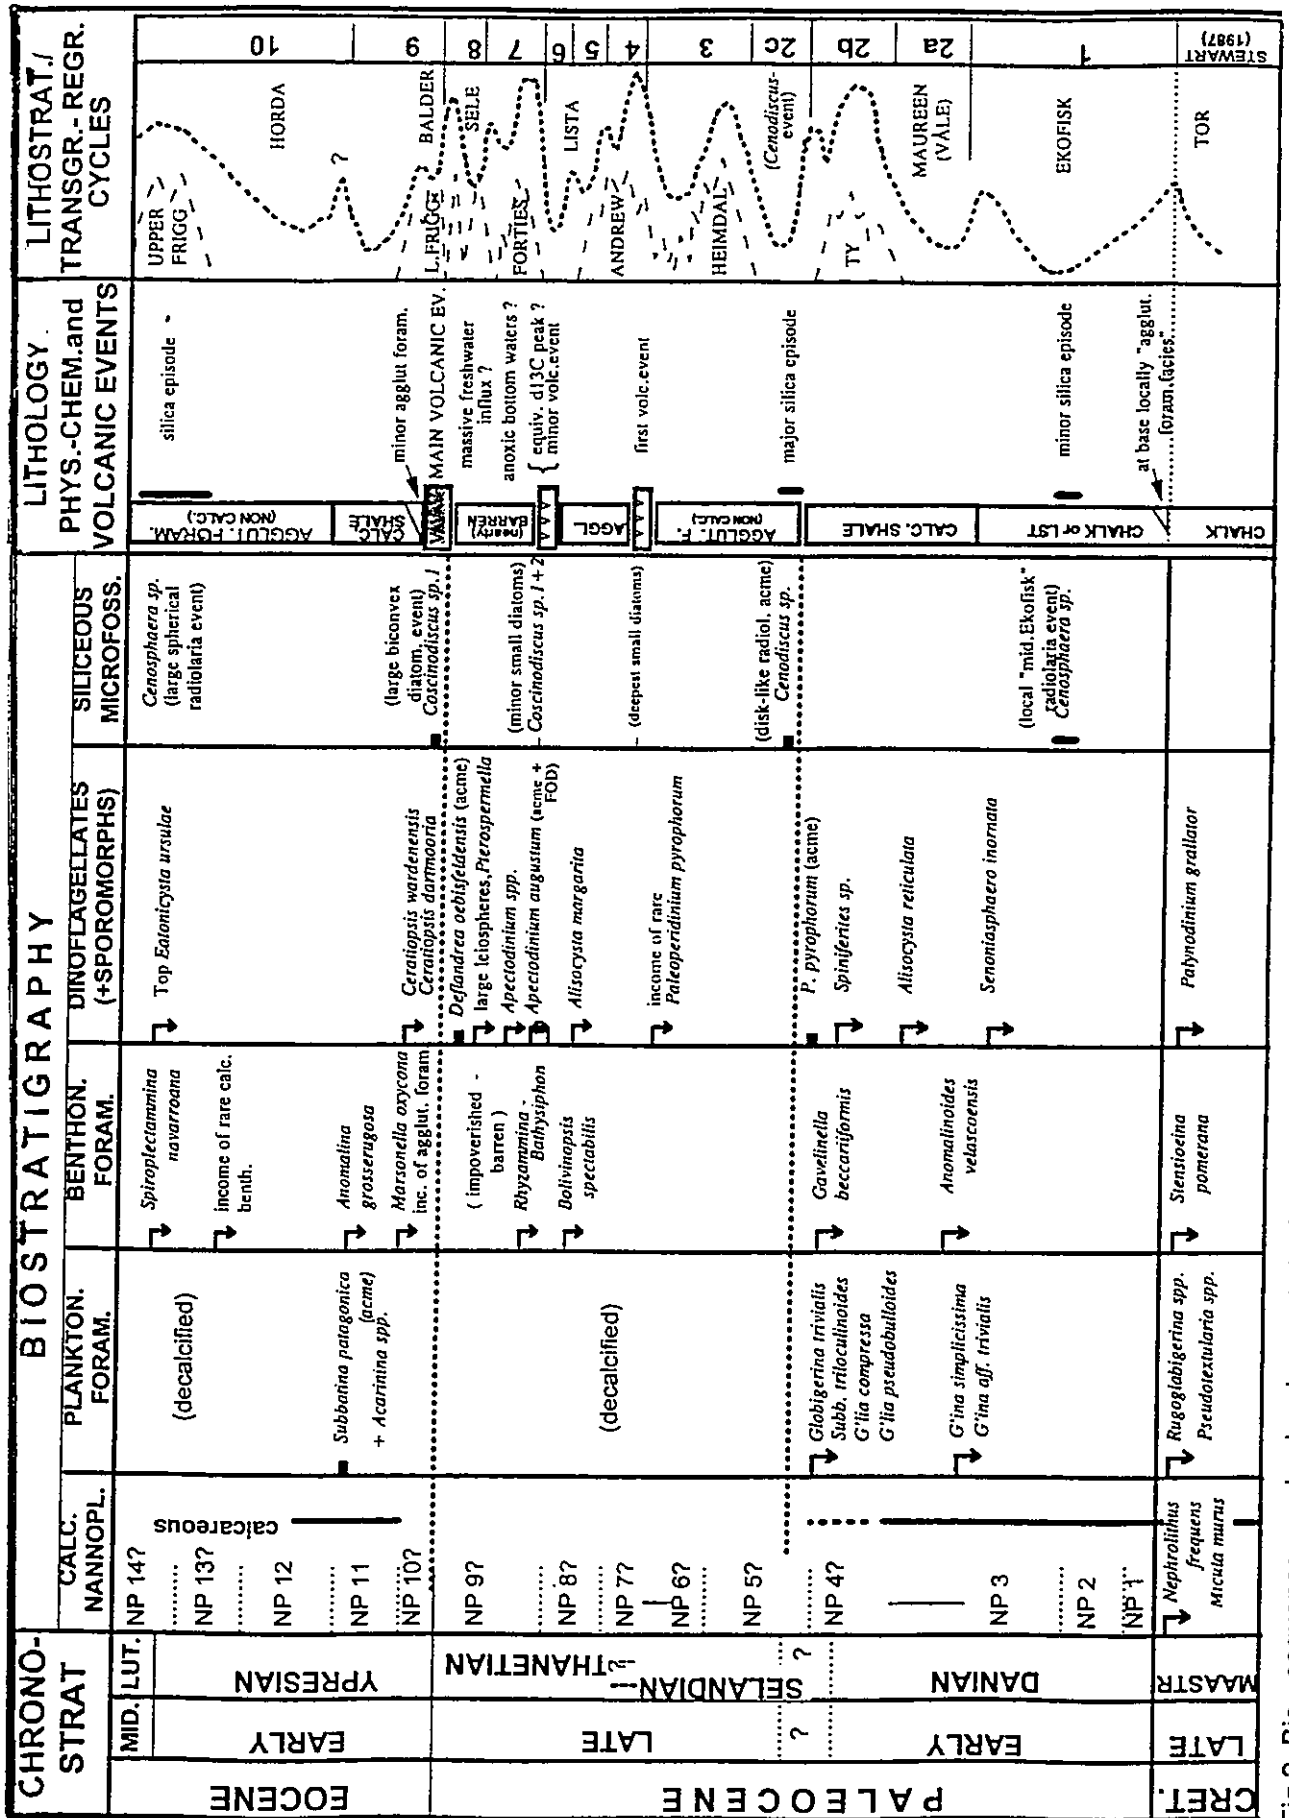 CHRONO-
STRAT
BIOSTRATIGRAPHY
CALC.
NANNOPL.
PLANKTON.
FORAM.
BENTHON.
FORAM.
DINOFLAGELLATES
(+SPOROMORPHS)
SILICEOUS
MICROFOSS.
LITHOLOGY
PHYS.-CHEM. and
VOLCANIC EVENTS
LITHOSTRAT./
TRANSGR.- REGR.
CYCLES
EOCENE
PALEOCENE
CRET.
MID.
EARLY
LATE
?
EARLY
LATE
LUT.
YPRESIAN
THANETIAN
---?---
SELANDIAN
?
DANIAN
MAASTR.
NP 14?
NP 13?
NP 12
NP 11
NP 10?
NP 9?
NP 8?
NP 7?
NP 6?
NP 5?
NP 4?
NP 3
NP 2
NP 1
calcareous
Nephrolithus
frequens
Micula murus
(decalcified)
Subbatina patagonica
(acme)
+ Acarinina spp.
(decalcified)
Globigerina trivialis
Subb. triloculinoides
G'lia compressa
G'lia pseudobulloides
G'ina simplicissima
G'ina aff. trivialis
Rugoglabigerina spp.
Pseudotextularia spp.
Spiroplectammina
navarroana
income of rare calc.
benth.
Anomalina
grosserugosa
Marsonella oxycona
inc. of agglut. foram
( impoverished -
barren )
Rhyzammina -
Bathysiphon
Bolivinopsis
spectabilis
Gavelinella
beccariiformis
Anomalinoides
velascoensis
Stensioeina
pomerana
Top Eatonicysta ursulae
Ceratiopsis wardenensis
Ceratiopsis dartmooria
Deflandrea oebisfeldensis (acme)
large leiospheres, Pterospermella
Apectodinium spp.
Apectodinium augustum (acme +
FOD)
Alisocysta margarita
income of rare
Paleoperidinium pyrophorum
P. pyrophorum (acme)
Spiniferites sp.
Alisocysta reticulata
Senoniasphaero inornata
Palynodinium grallator
Cenosphaera sp.
(large spherical
radiolaria event)
(large biconvex
diatom. event)
Coscinodiscus sp. 1
(minor small diatoms)
Coscinodiscus sp. 1 + 2
(deepest small diatoms)
(disk-like radiol. acme)
Cenodiscus sp.
(local "mid. Ekofisk"
radiolaria event)
Cenosphaera sp.
AGGLUT. FORAM.
(NON CALC.)
CALC.
SHALE
(nearly)
BARREN
AGGL
AGGLUT. F.
(NON CALC.)
CALC. SHALE
CHALK or LST
CHALK
silica episode
minor agglut foram.
MAIN VOLCANIC EV.
massive freshwater
influx ?
anoxic bottom waters ?
{ equiv. d13C peak ?
minor volc.event
first volc.event
major silica episode
minor silica episode
at base locally "agglut.
foram.facies"
UPPER
FRIGG
L.FRIGG
FORTIES
ANDREW
HEIMDAL
TY
HORDA
?
BALDER
SELE
LISTA
(Cenodiscus-
event)
MAUREEN
(VÅLE)
EKOFISK
TOR
10
9
8
7
6
5
4
3
2c
2b
2a
1
STEWART
(1987)